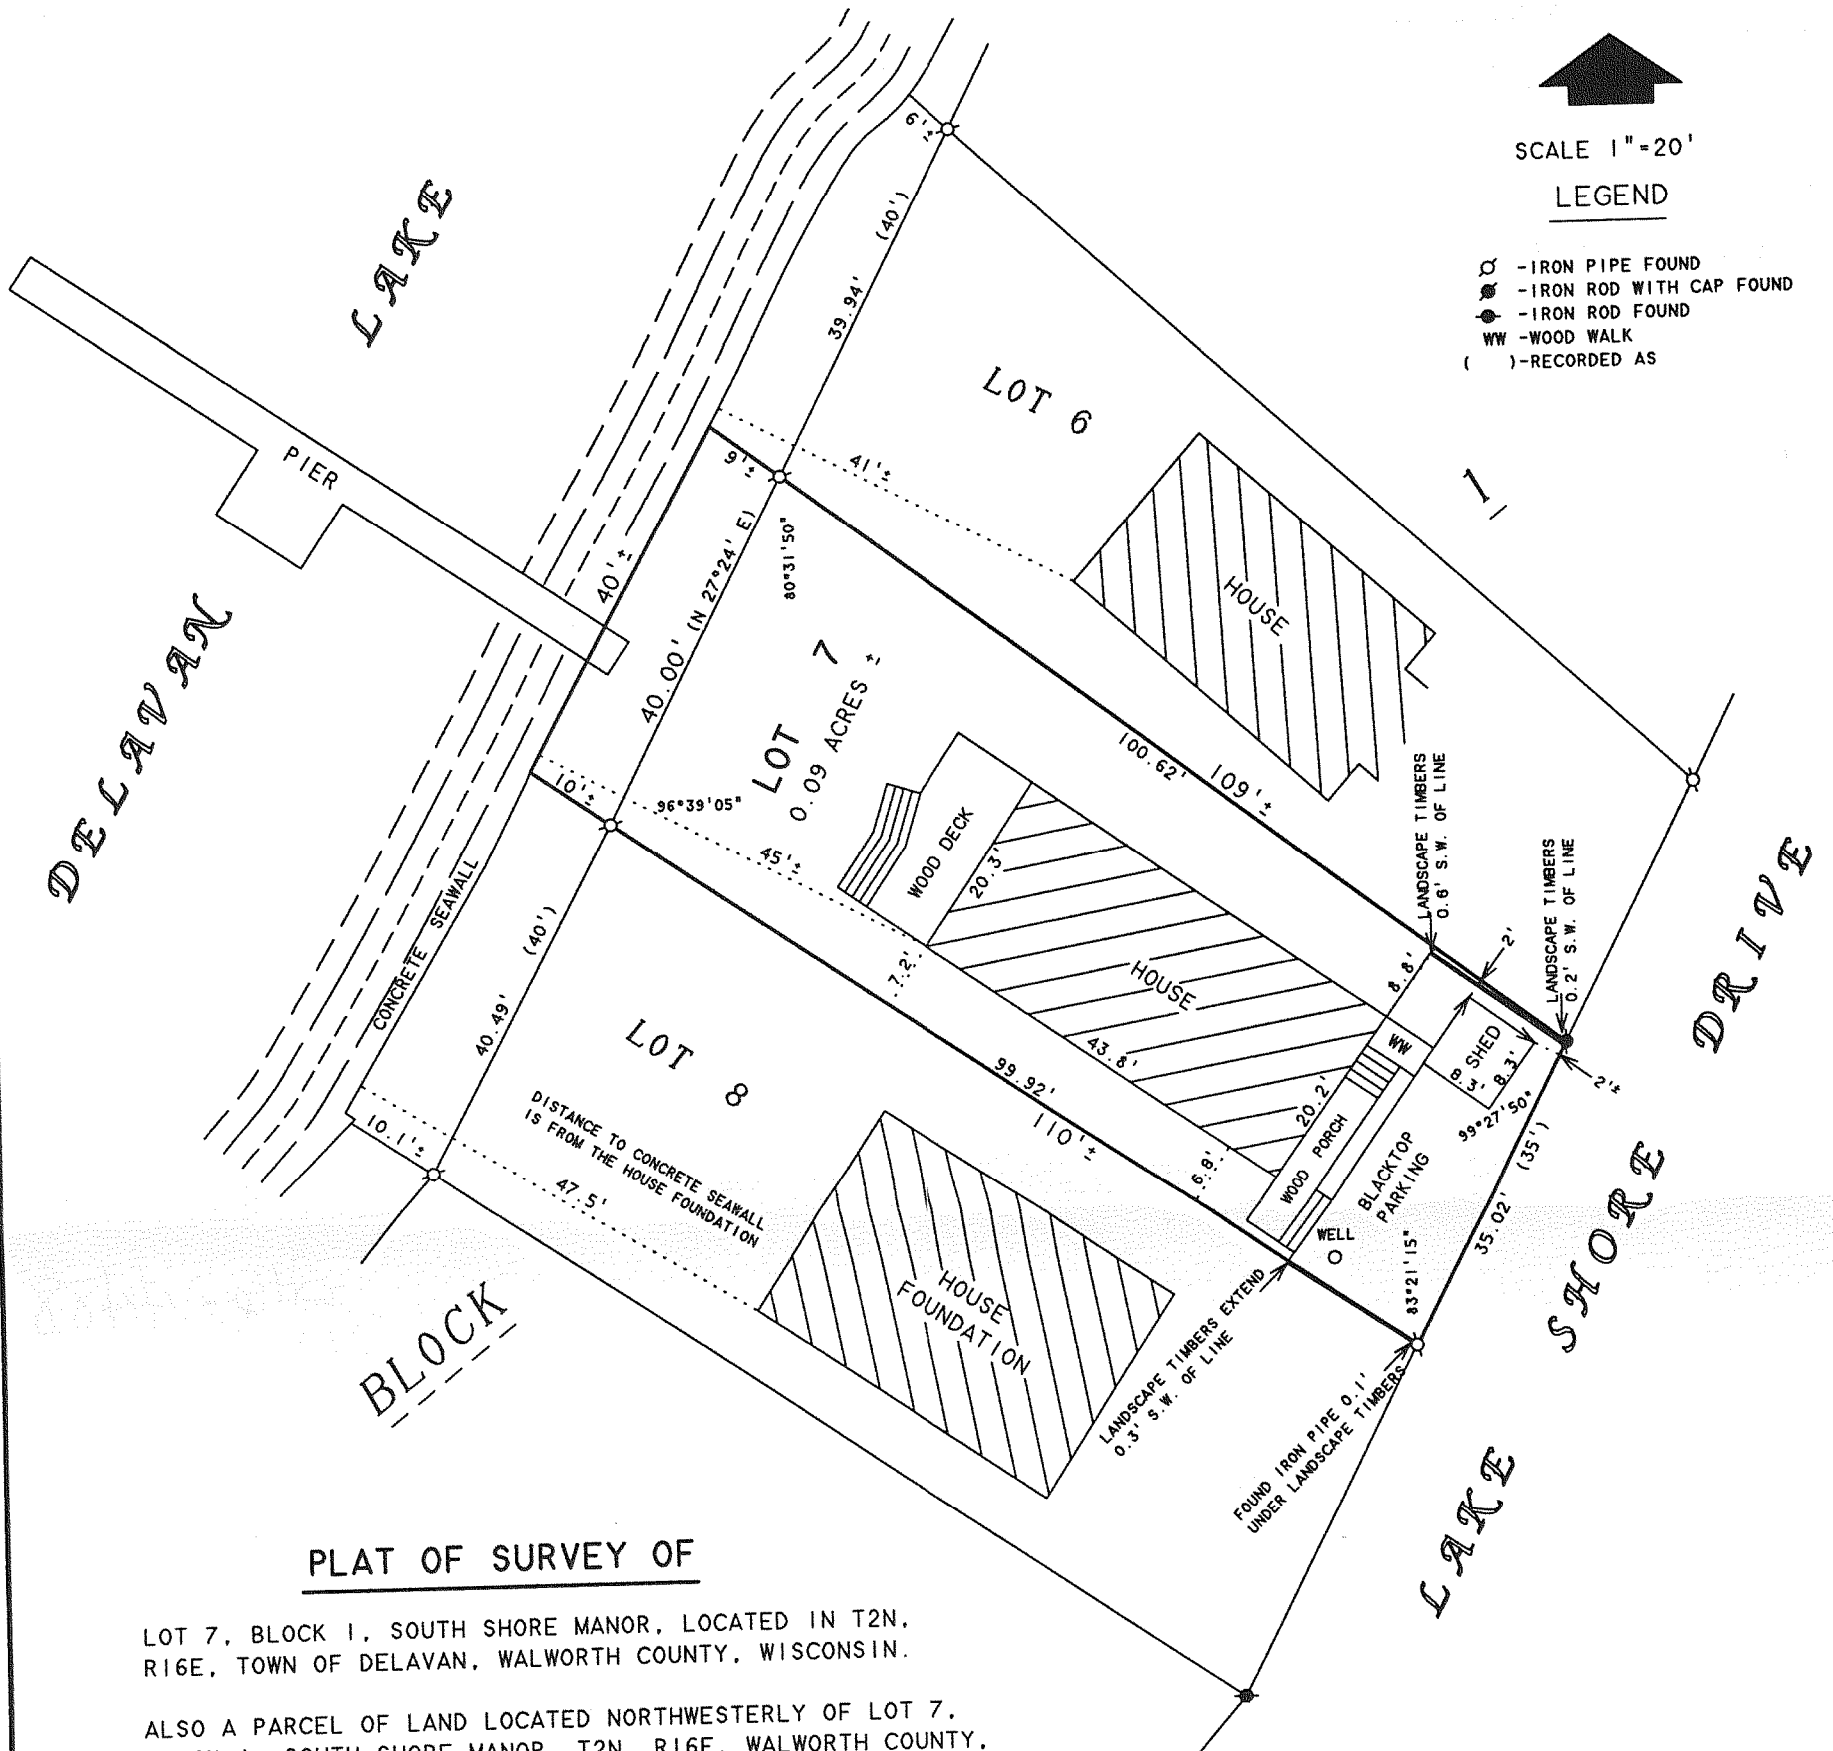 SCALE 1"=20'
LEGEND
-IRON PIPE FOUND
-IRON ROD WITH CAP FOUND
-IRON ROD FOUND
WW -WOOD WALK
( )-RECORDED AS
LAKE
DELAVAN
PIER
6'±
(40')
39.94'
LOT 6
1
9'±
41'±
80°31'50"
HOUSE
40'±
40.00' (N 27°24' E)
LOT 7
0.09 ACRES ±
100.62'
109'±
LANDSCAPE TIMBERS
0.6' S.W. OF LINE
LANDSCAPE TIMBERS
0.2' S.W. OF LINE
10'±
96°39'05"
45'±
WOOD DECK
20.3'
7.2'
HOUSE
43.8'
8.8'
2'
WW
SHED
8.3'
8.3'
2'±
99°27'50"
20.2'
WOOD PORCH
BLACKTOP
PARKING
(35')
35.02'
6.8'
WELL
83°21'15"
CONCRETE SEAWALL
(40')
40.49'
LOT 8
99.92'
110'±
DISTANCE TO CONCRETE SEAWALL
IS FROM THE HOUSE FOUNDATION
10.1'±
47.5'
HOUSE
FOUNDATION
LANDSCAPE TIMBERS EXTEND
0.3' S.W. OF LINE
FOUND IRON PIPE 0.1'
UNDER LANDSCAPE TIMBERS
BLOCK
LAKE SHORE DRIVE
PLAT OF SURVEY OF
LOT 7, BLOCK 1, SOUTH SHORE MANOR, LOCATED IN T2N,
R16E, TOWN OF DELAVAN, WALWORTH COUNTY, WISCONSIN.
ALSO A PARCEL OF LAND LOCATED NORTHWESTERLY OF LOT 7,
SOUTH SHORE MANOR, T2N, R16E, WALWORTH COUNTY,